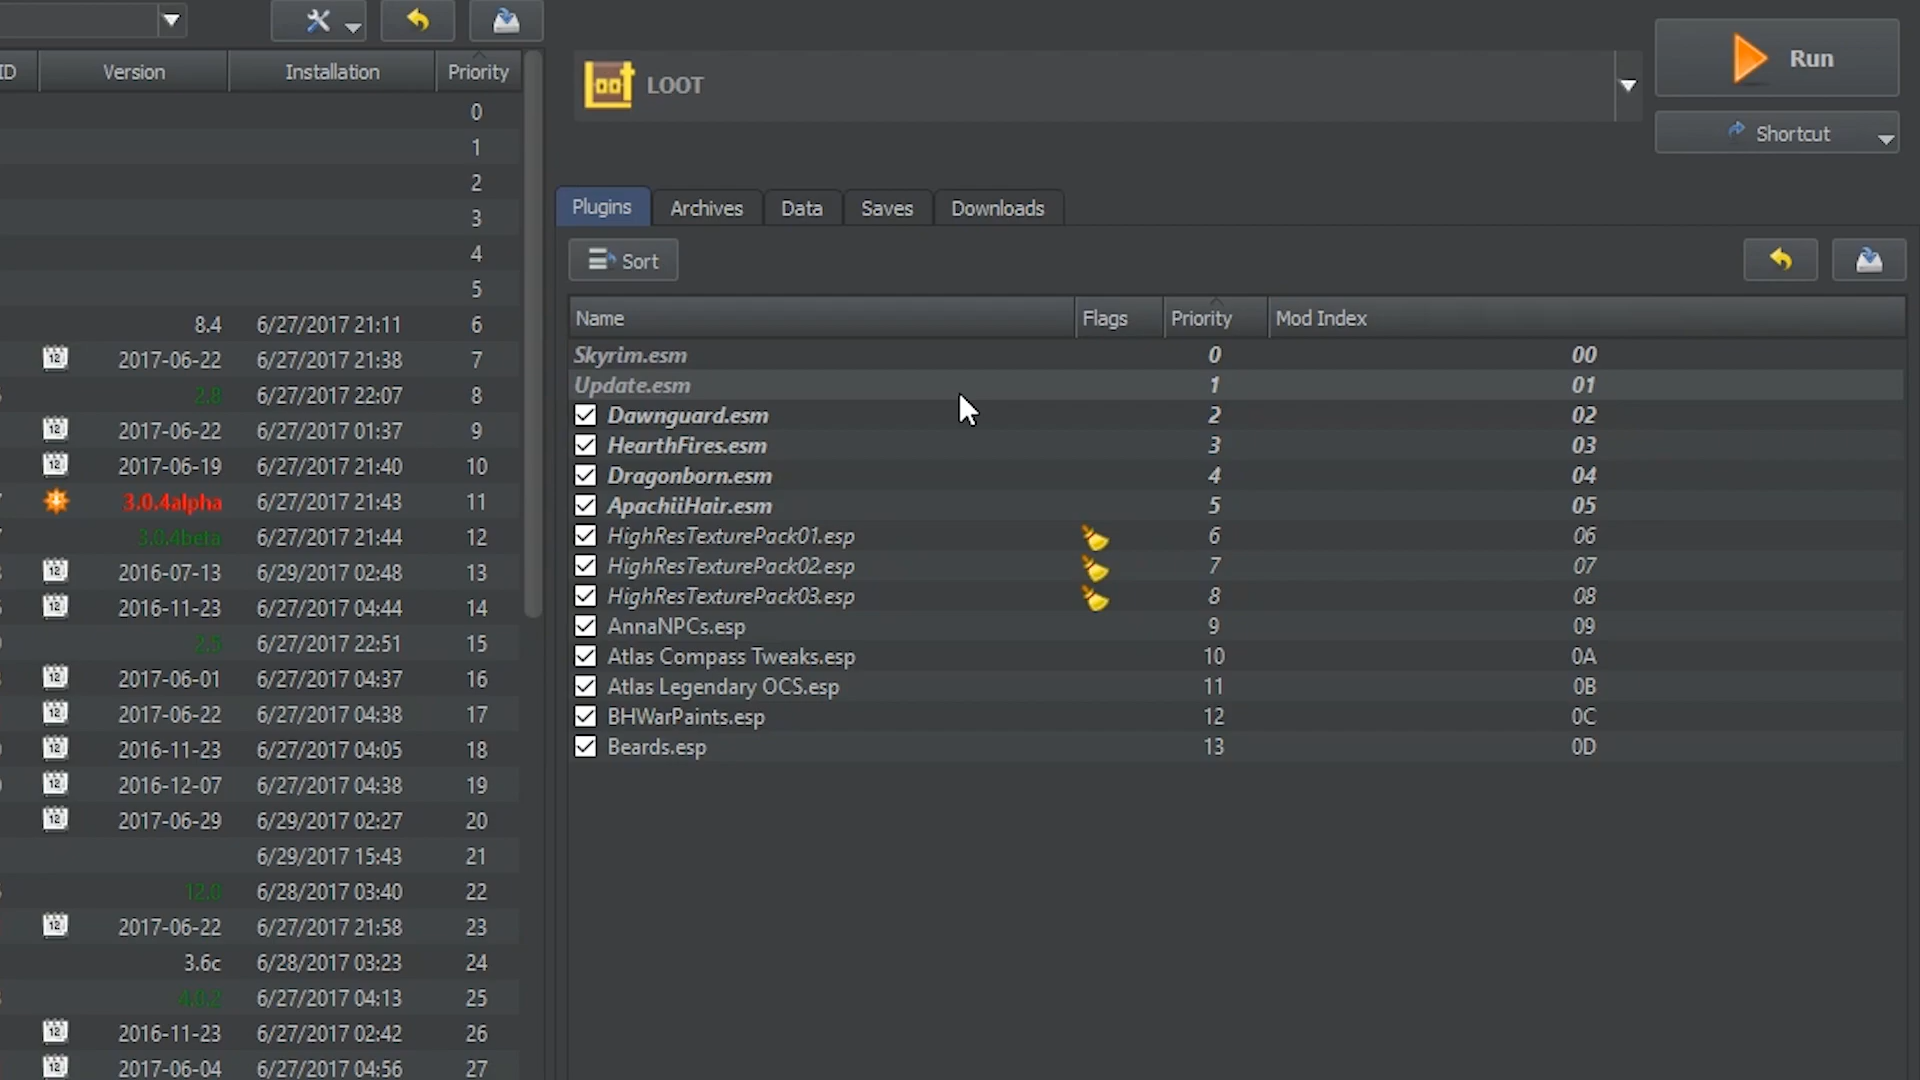 LOOT
Run
Shortcut
ID Version Installation Priority
0
1
2
3
4
5
8.4 6/27/2017 21:11 6
2017-06-22 6/27/2017 21:38 7
2.8 6/27/2017 22:07 8
2017-06-22 6/27/2017 01:37 9
2017-06-19 6/27/2017 21:40 10
3.0.4alpha 6/27/2017 21:43 11
3.0.4beta 6/27/2017 21:44 12
2016-07-13 6/29/2017 02:48 13
2016-11-23 6/27/2017 04:44 14
2.5 6/27/2017 22:51 15
2017-06-01 6/27/2017 04:37 16
2017-06-22 6/27/2017 04:38 17
2016-11-23 6/27/2017 04:05 18
2016-12-07 6/27/2017 04:38 19
2017-06-29 6/29/2017 02:27 20
6/29/2017 15:43 21
12.0 6/28/2017 03:40 22
2017-06-22 6/27/2017 21:58 23
3.6c 6/28/2017 03:23 24
4.0.2 6/27/2017 04:13 25
2016-11-23 6/27/2017 02:42 26
2017-06-04 6/27/2017 04:56 27
Plugins Archives Data Saves Downloads
Sort
Name Flags Priority Mod Index
Skyrim.esm 0 00
Update.esm 1 01
Dawnguard.esm 2 02
HearthFires.esm 3 03
Dragonborn.esm 4 04
ApachiiHair.esm 5 05
HighResTexturePack01.esp 6 06
HighResTexturePack02.esp 7 07
HighResTexturePack03.esp 8 08
AnnaNPCs.esp 9 09
Atlas Compass Tweaks.esp 10 0A
Atlas Legendary OCS.esp 11 0B
BHWarPaints.esp 12 0C
Beards.esp 13 0D